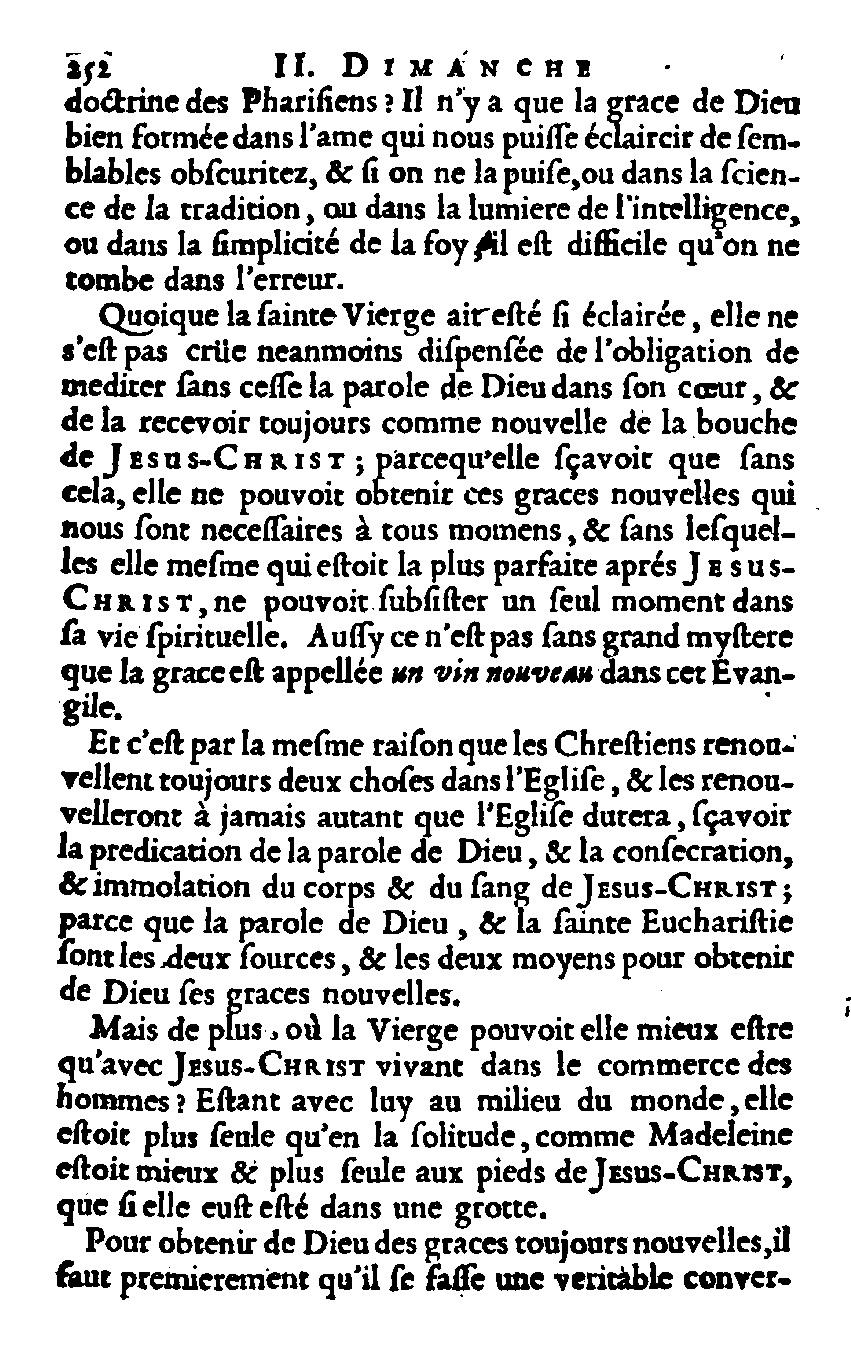 252 II. DIMANCHE
doctrine des Pharisiens ? Il n'y a que la grace de Dieu
bien formée dans l'ame qui nous puisse éclaircir de sem-
blables obscuritez, & si on ne la puise, ou dans la scien-
ce de la tradition, ou dans la lumiere de l'intelligence,
ou dans la simplicité de la foy il est difficile qu'on ne
tombe dans l'erreur.
Quoique la sainte Vierge ait esté si éclairée, elle ne
s'est pas crüe neanmoins dispensée de l'obligation de
mediter sans cesse la parole de Dieu dans son cœur, &
de la recevoir toujours comme nouvelle de la bouche
de JESUS-CHRIST ; parcequ'elle sçavoit que sans
cela, elle ne pouvoit obtenir ces graces nouvelles qui
nous sont necessaires à tous momens, & sans lesquel-
les elle mesme qui estoit la plus parfaite aprés JESUS-
CHRIST, ne pouvoit subsister un seul moment dans
sa vie spirituelle. Aussy ce n'est pas sans grand mystere
que la grace est appellée un vin nouveau dans cet Evan-
gile.
Et c'est par la mesme raison que les Chrestiens renou-
vellent toujours deux choses dans l'Eglise, & les renou-
velleront à jamais autant que l'Eglise durera, sçavoir
la predication de la parole de Dieu, & la consecration,
& immolation du corps & du sang de JESUS-CHRIST ;
parce que la parole de Dieu, & la sainte Eucharistie
sont les deux sources, & les deux moyens pour obtenir
de Dieu ses graces nouvelles.
Mais de plus, où la Vierge pouvoit elle mieux estre
qu'avec JESUS-CHRIST vivant dans le commerce des
hommes ? Estant avec luy au milieu du monde, elle
estoit plus seule qu'en la solitude, comme Madeleine
estoit mieux & plus seule aux pieds de JESUS-CHRIST,
que si elle eust esté dans une grotte.
Pour obtenir de Dieu des graces toujours nouvelles, il
faut premierement qu'il se fasse une veritable conver-